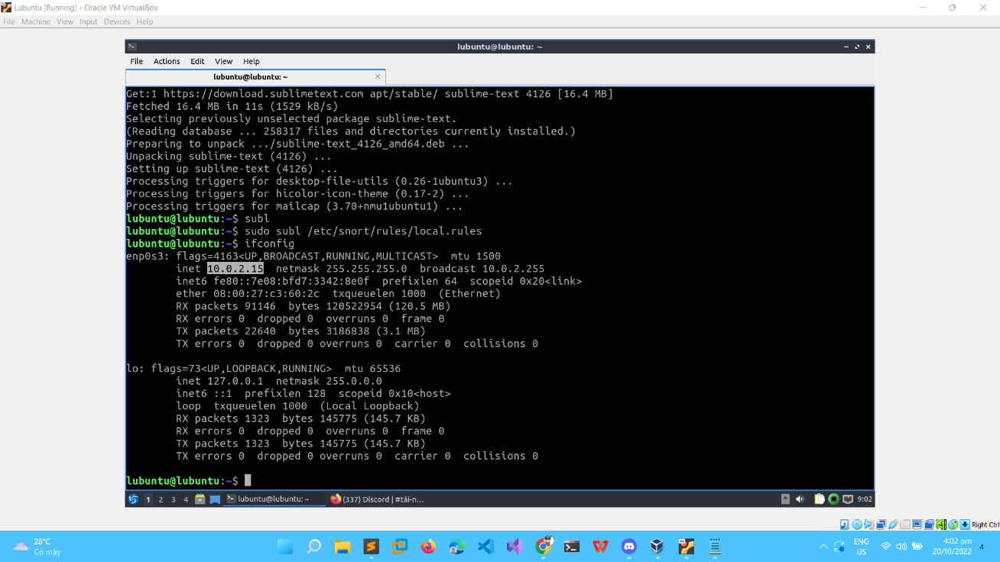 Lubuntu [Running] - Oracle VM VirtualBox
File Machine View Input Devices Help
lubuntu@lubuntu: ~
File Actions Edit View Help
lubuntu@lubuntu: ~
Get:1 https://download.sublimetext.com apt/stable/ sublime-text 4126 [16.4 MB]
Fetched 16.4 MB in 11s (1529 kB/s)
Selecting previously unselected package sublime-text.
(Reading database ... 258317 files and directories currently installed.)
Preparing to unpack .../sublime-text_4126_amd64.deb ...
Unpacking sublime-text (4126) ...
Setting up sublime-text (4126) ...
Processing triggers for desktop-file-utils (0.26-1ubuntu3) ...
Processing triggers for hicolor-icon-theme (0.17-2) ...
Processing triggers for mailcap (3.70+nmu1ubuntu1) ...
lubuntu@lubuntu:~$ subl
lubuntu@lubuntu:~$ sudo subl /etc/snort/rules/local.rules
lubuntu@lubuntu:~$ ifconfig
enp0s3: flags=4163<UP,BROADCAST,RUNNING,MULTICAST>  mtu 1500
inet 10.0.2.15  netmask 255.255.255.0  broadcast 10.0.2.255
inet6 fe80::7e08:bfd7:3342:8e0f  prefixlen 64  scopeid 0x20<link>
ether 08:00:27:c3:60:2c  txqueuelen 1000  (Ethernet)
RX packets 91146  bytes 120522954 (120.5 MB)
RX errors 0  dropped 0  overruns 0  frame 0
TX packets 22640  bytes 3186838 (3.1 MB)
TX errors 0  dropped 0 overruns 0  carrier 0  collisions 0
lo: flags=73<UP,LOOPBACK,RUNNING>  mtu 65536
inet 127.0.0.1  netmask 255.0.0.0
inet6 ::1  prefixlen 128  scopeid 0x10<host>
loop  txqueuelen 1000  (Local Loopback)
RX packets 1323  bytes 145775 (145.7 KB)
RX errors 0  dropped 0  overruns 0  frame 0
TX packets 1323  bytes 145775 (145.7 KB)
TX errors 0  dropped 0 overruns 0  carrier 0  collisions 0
lubuntu@lubuntu:~$
1 2 3 4 lubuntu@lubuntu: ~ (337) Discord | #tài-n... 9:02
Right Ctrl
28°C
Có mây
ENG
US
4:02 pm
20/10/2022
4